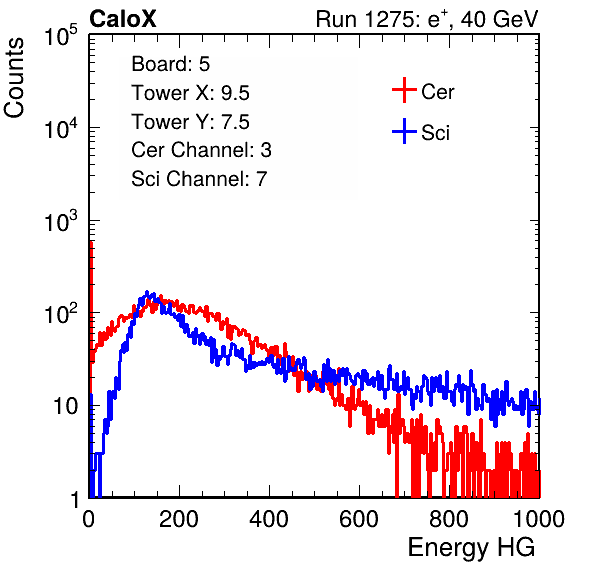 CaloX Run 1275: e⁺, 40 GeV
Counts
Board: 5
Tower X: 9.5
Tower Y: 7.5
Cer Channel: 3
Sci Channel: 7
Cer
Sci
10⁵
10⁴
10³
10²
10
1
0 200 400 600 800 1000
Energy HG